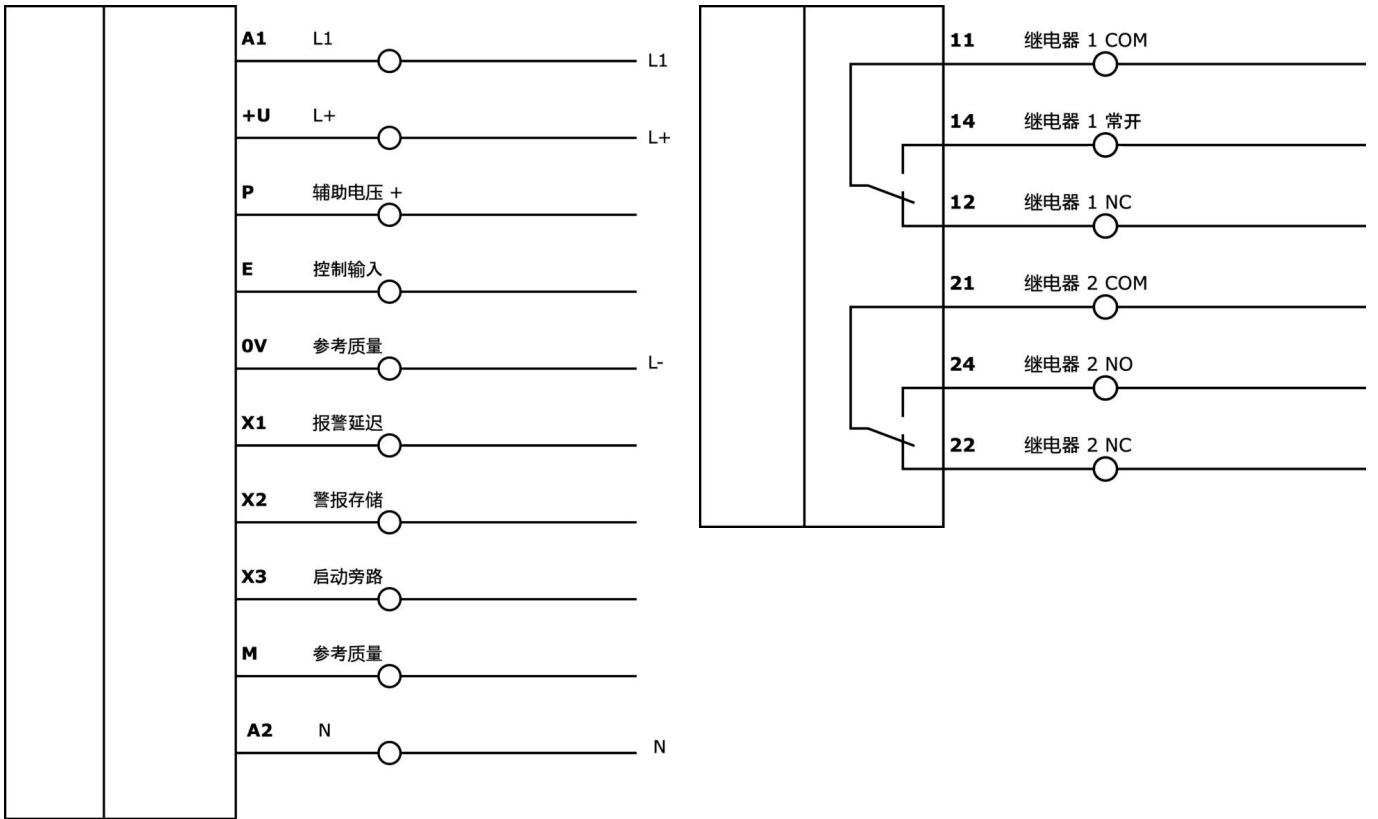 A1 L1
L1
+U L+
L+
P 辅助电压 +
E 控制输入
0V 参考质量
L-
X1 报警延迟
X2 警报存储
X3 启动旁路
M 参考质量
A2 N
N
11 继电器 1 COM
14 继电器 1 常开
12 继电器 1 NC
21 继电器 2 COM
24 继电器 2 NO
22 继电器 2 NC